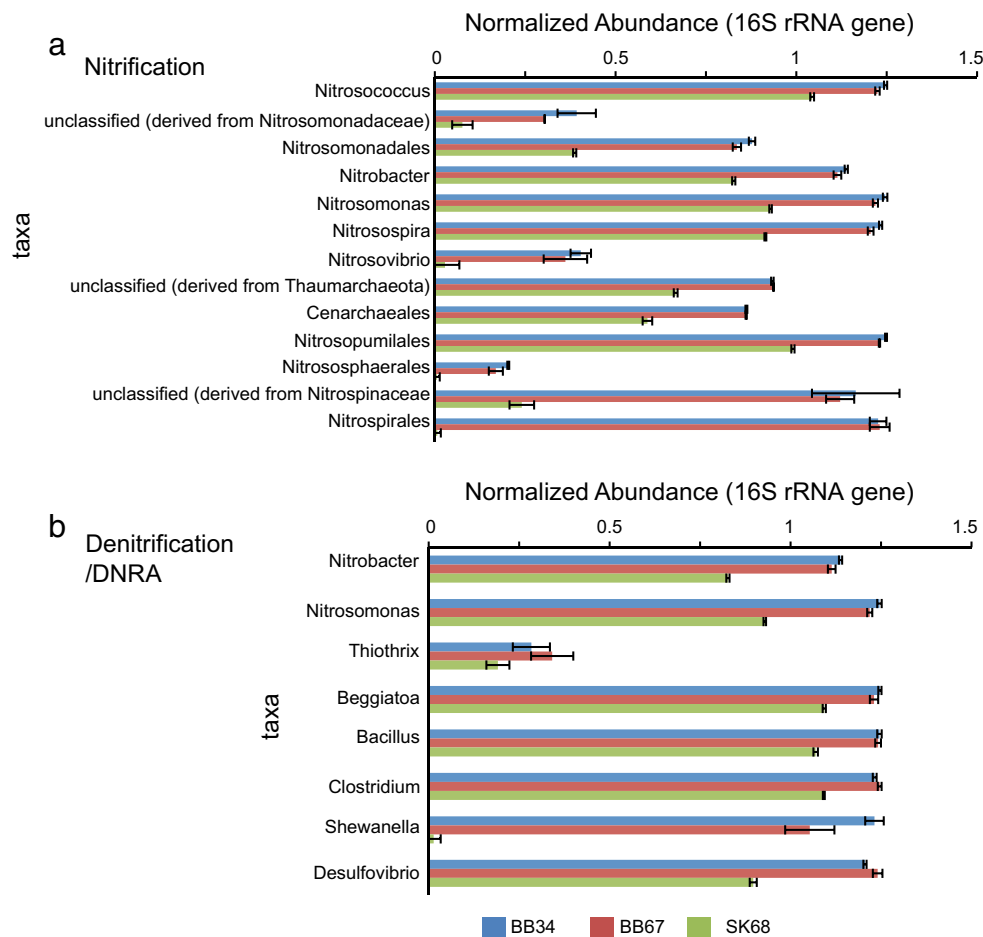 Normalized Abundance (16S rRNA gene)
a
Nitrification
0 0.5 1 1.5
taxa
Nitrosococcus
unclassified (derived from Nitrosomonadaceae)
Nitrosomonadales
Nitrobacter
Nitrosomonas
Nitrosospira
Nitrosovibrio
unclassified (derived from Thaumarchaeota)
Cenarchaeales
Nitrosopumilales
Nitrososphaerales
unclassified (derived from Nitrospinaceae
Nitrospirales
Normalized Abundance (16S rRNA gene)
b
Denitrification
/DNRA
0 0.5 1 1.5
taxa
Nitrobacter
Nitrosomonas
Thiothrix
Beggiatoa
Bacillus
Clostridium
Shewanella
Desulfovibrio
BB34 BB67 SK68